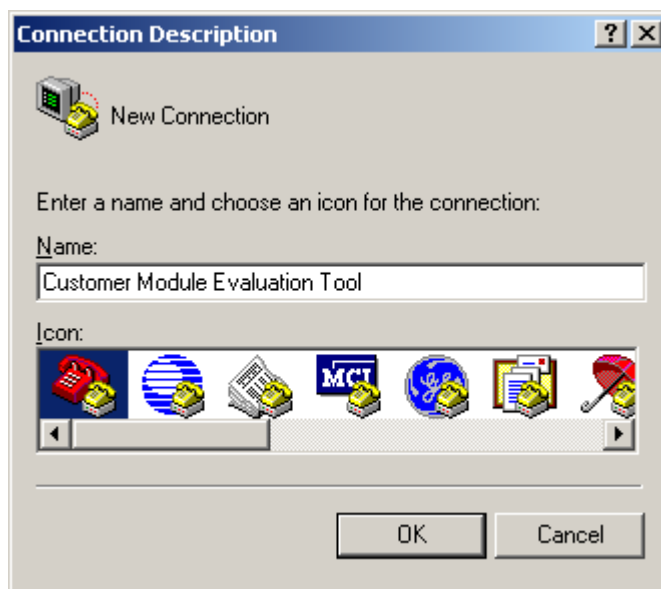 Connection Description
New Connection
Enter a name and choose an icon for the connection:
Name:
Customer Module Evaluation Tool
Icon:
MCI
OK
Cancel